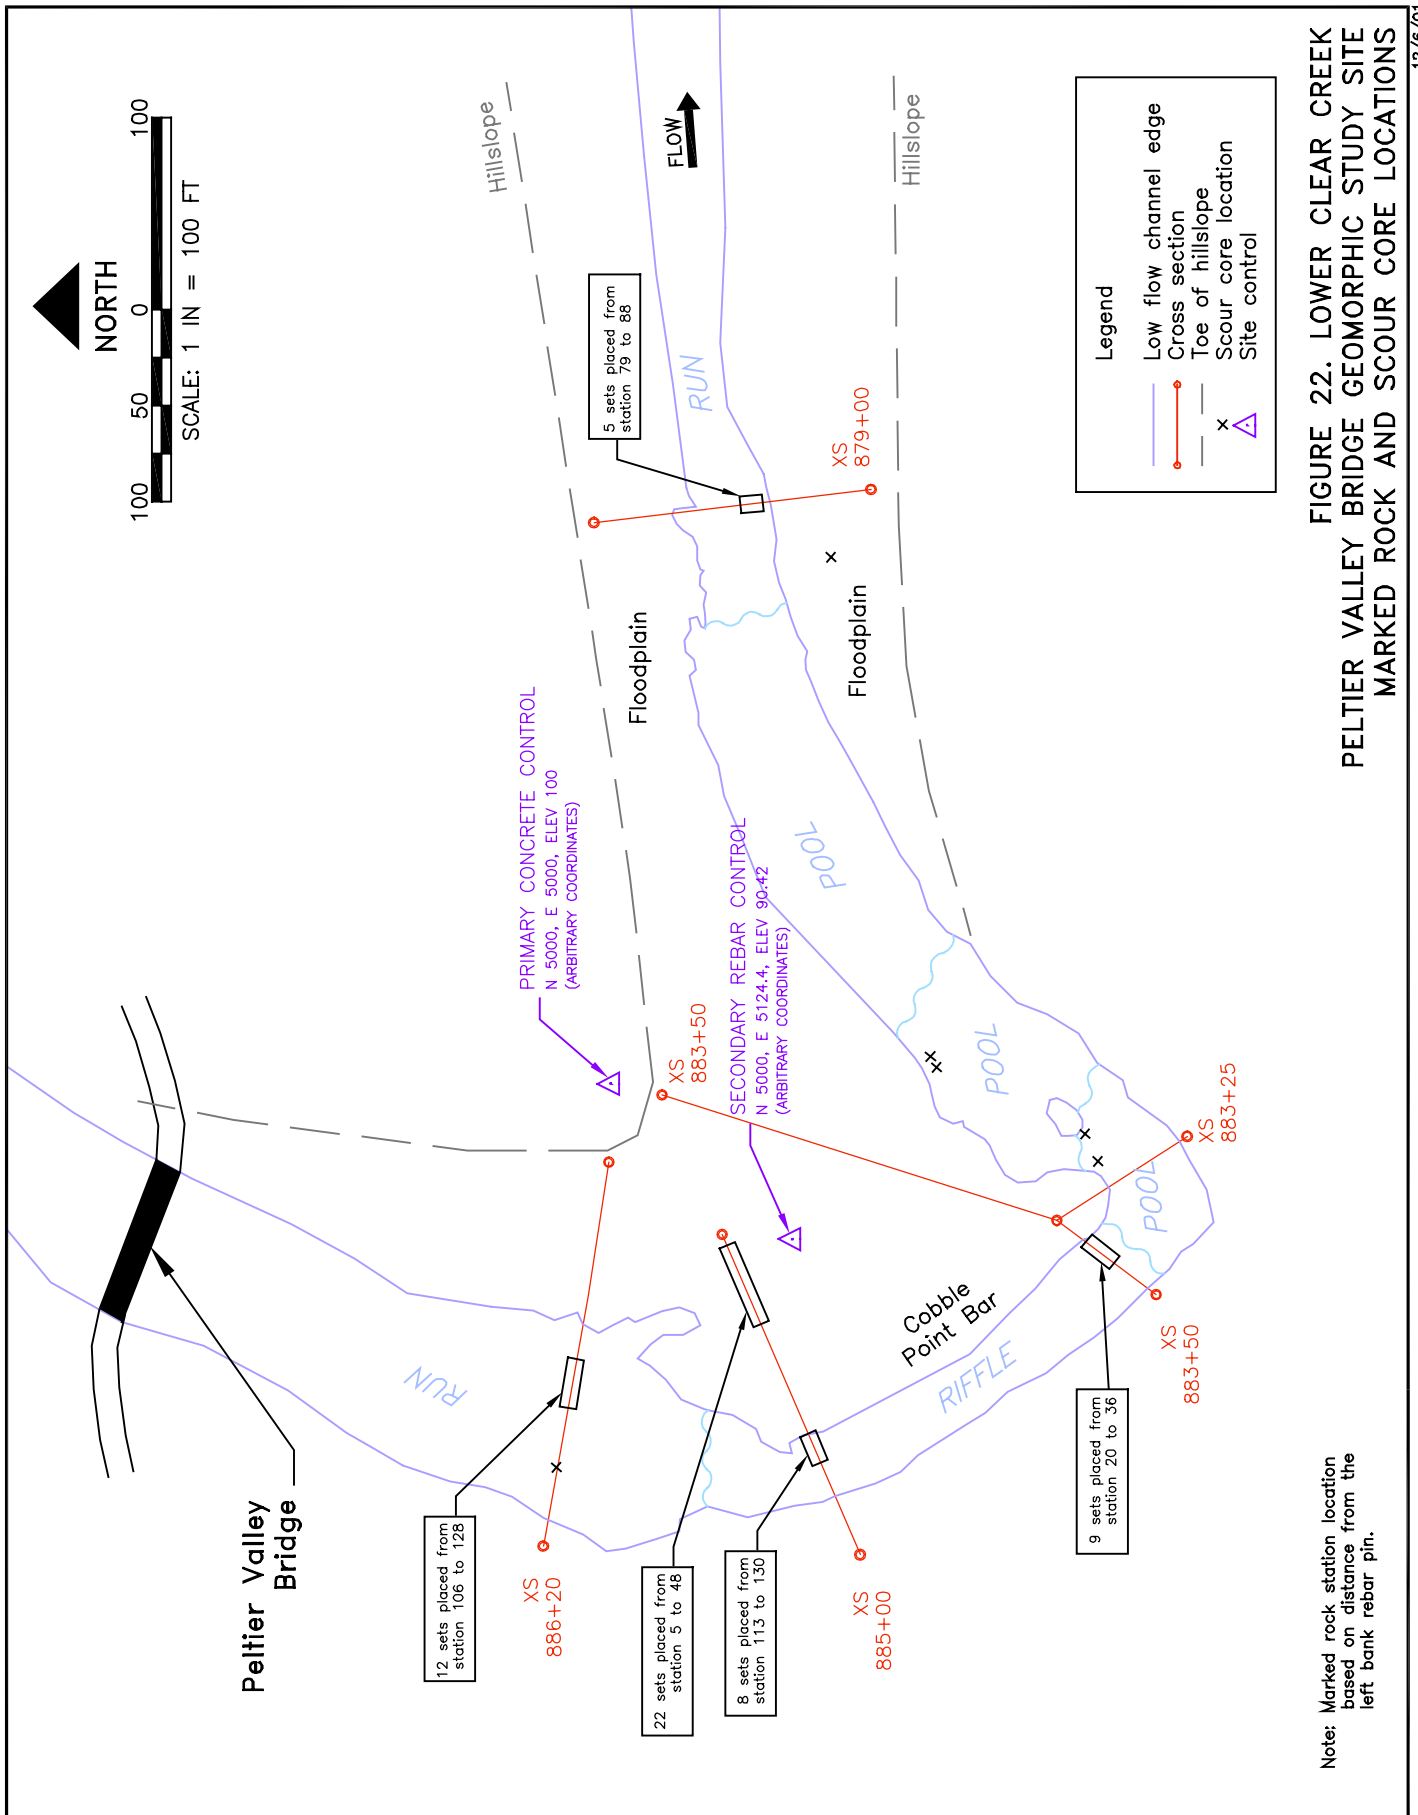 NORTH
100
50
0
100
SCALE: 1 IN = 100 FT
Peltier Valley
Bridge
Hillslope
FLOW
Hillslope
RUN
5 sets placed from
station 79 to 88
XS
879+00
Floodplain
Floodplain
PRIMARY CONCRETE CONTROL
N 5000, E 5000, ELEV 100
(ARBITRARY COORDINATES)
SECONDARY REBAR CONTROL
N 5000, E 5124.4, ELEV 90.42
(ARBITRARY COORDINATES)
POOL
POOL
POOL
XS
883+50
XS
883+25
XS
883+50
Cobble
Point Bar
RIFFLE
RUN
12 sets placed from
station 106 to 128
XS
886+20
22 sets placed from
station 5 to 48
8 sets placed from
station 113 to 130
XS
885+00
9 sets placed from
station 20 to 36
Legend
Low flow channel edge
Cross section
Toe of hillslope
Scour core location
Site control
Note: Marked rock station location
based on distance from the
left bank rebar pin.
FIGURE 22. LOWER CLEAR CREEK
PELTIER VALLEY BRIDGE GEOMORPHIC STUDY SITE
MARKED ROCK AND SCOUR CORE LOCATIONS